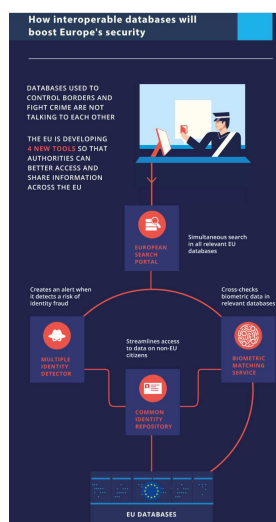 How interoperable databases will
boost Europe's security
DATABASES USED TO
CONTROL BORDERS AND
FIGHT CRIME ARE NOT
TALKING TO EACH OTHER
THE EU IS DEVELOPING
4 NEW TOOLS SO THAT
AUTHORITIES CAN
BETTER ACCESS AND
SHARE INFORMATION
ACROSS THE EU
EUROPEAN
SEARCH
PORTAL
Simultaneous search
in all relevant EU
databases
Creates an alert when
it detects a risk of
identity fraud
Cross-checks
biometric data in
relevant databases
Streamlines access
to data on non-EU
citizens
MULTIPLE
IDENTITY
DETECTOR
BIOMETRIC
MATCHING
SERVICE
COMMON
IDENTITY
REPOSITORY
EU DATABASES